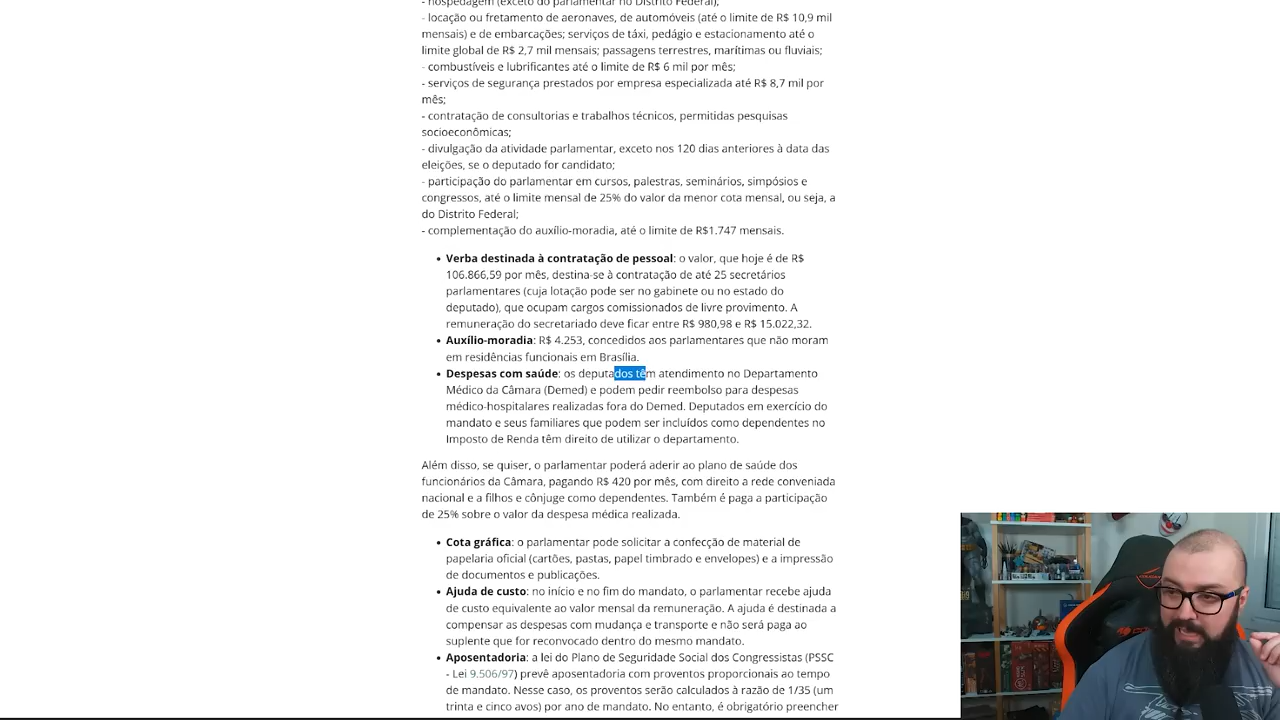 - hospedagem (exceto do parlamentar no Distrito Federal);
- locação ou fretamento de aeronaves, de automóveis (até o limite de R$ 10,9 mil
mensais) e de embarcações; serviços de táxi, pedágio e estacionamento até o
limite global de R$ 2,7 mil mensais; passagens terrestres, marítimas ou fluviais;
- combustíveis e lubrificantes até o limite de R$ 6 mil por mês;
- serviços de segurança prestados por empresa especializada até R$ 8,7 mil por
mês;
- contratação de consultorias e trabalhos técnicos, permitidas pesquisas
socioeconômicas;
- divulgação da atividade parlamentar, exceto nos 120 dias anteriores à data das
eleições, se o deputado for candidato;
- participação do parlamentar em cursos, palestras, seminários, simpósios e
congressos, até o limite mensal de 25% do valor da menor cota mensal, ou seja, a
do Distrito Federal;
- complementação do auxílio-moradia, até o limite de R$1.747 mensais.
• Verba destinada à contratação de pessoal: o valor, que hoje é de R$
106.866,59 por mês, destina-se à contratação de até 25 secretários
parlamentares (cuja lotação pode ser no gabinete ou no estado do
deputado), que ocupam cargos comissionados de livre provimento. A
remuneração do secretariado deve ficar entre R$ 980,98 e R$ 15.022,32.
• Auxílio-moradia: R$ 4.253, concedidos aos parlamentares que não moram
em residências funcionais em Brasília.
• Despesas com saúde: os deputados têm atendimento no Departamento
Médico da Câmara (Demed) e podem pedir reembolso para despesas
médico-hospitalares realizadas fora do Demed. Deputados em exercício do
mandato e seus familiares que podem ser incluídos como dependentes no
Imposto de Renda têm direito de utilizar o departamento.
Além disso, se quiser, o parlamentar poderá aderir ao plano de saúde dos
funcionários da Câmara, pagando R$ 420 por mês, com direito a rede conveniada
nacional e a filhos e cônjuge como dependentes. Também é paga a participação
de 25% sobre o valor da despesa médica realizada.
• Cota gráfica: o parlamentar pode solicitar a confecção de material de
papelaria oficial (cartões, pastas, papel timbrado e envelopes) e a impressão
de documentos e publicações.
• Ajuda de custo: no início e no fim do mandato, o parlamentar recebe ajuda
de custo equivalente ao valor mensal da remuneração. A ajuda é destinada a
compensar as despesas com mudança e transporte e não será paga ao
suplente que for reconvocado dentro do mesmo mandato.
• Aposentadoria: a lei do Plano de Seguridade Social dos Congressistas (PSSC
- Lei 9.506/97) prevê aposentadoria com proventos proporcionais ao tempo
de mandato. Nesse caso, os proventos serão calculados à razão de 1/35 (um
trinta e cinco avos) por ano de mandato. No entanto, é obrigatório preencher